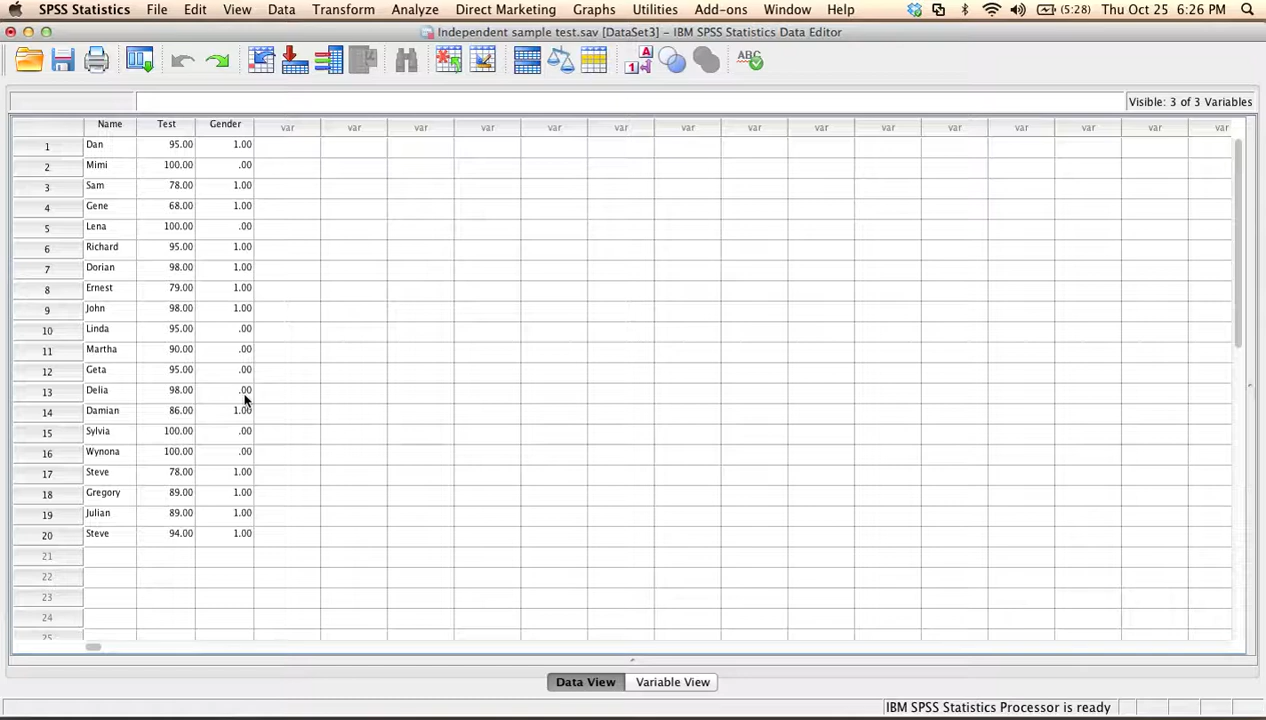 SPSS Statistics File Edit View Data Transform Analyze Direct Marketing Graphs Utilities Add-ons Window Help (5:28) Thu Oct 25 6:26 PM
Independent sample test.sav [DataSet3] – IBM SPSS Statistics Data Editor
A
1 4
ABC
Visible: 3 of 3 Variables
Name Test Gender var var var var var var var var var var var var var var var
1 Dan 95.00 1.00
2 Mimi 100.00 .00
3 Sam 78.00 1.00
4 Gene 68.00 1.00
5 Lena 100.00 .00
6 Richard 95.00 1.00
7 Dorian 98.00 1.00
8 Ernest 79.00 1.00
9 John 98.00 1.00
10 Linda 95.00 .00
11 Martha 90.00 .00
12 Geta 95.00 .00
13 Delia 98.00 .00
14 Damian 86.00 1.00
15 Sylvia 100.00 .00
16 Wynona 100.00 .00
17 Steve 78.00 1.00
18 Gregory 89.00 1.00
19 Julian 89.00 1.00
20 Steve 94.00 1.00
21
22
23
24
25
Data View Variable View
IBM SPSS Statistics Processor is ready